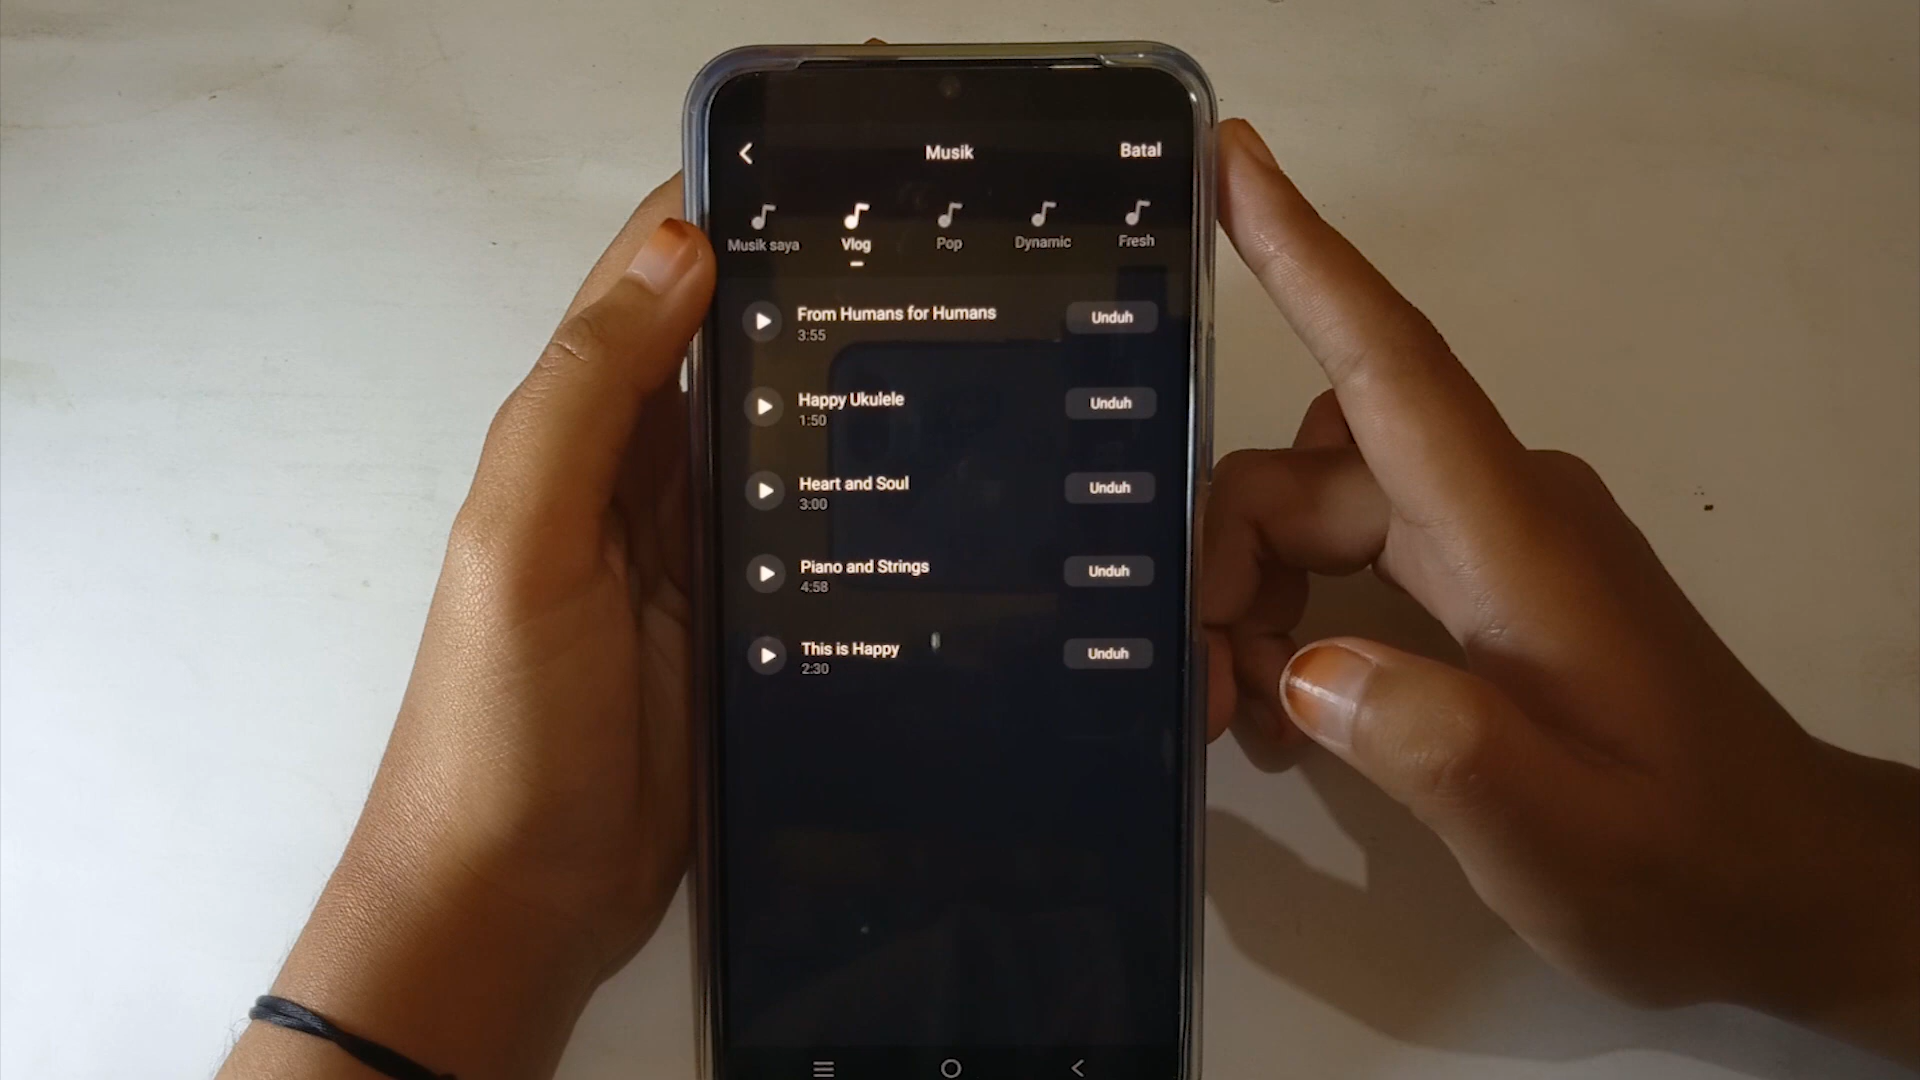 Musik
Batal
Musik saya
Vlog
Pop
Dynamic
Fresh
From Humans for Humans
3:55
Unduh
Happy Ukulele
1:50
Unduh
Heart and Soul
3:00
Unduh
Piano and Strings
4:58
Unduh
This is Happy
2:30
Unduh